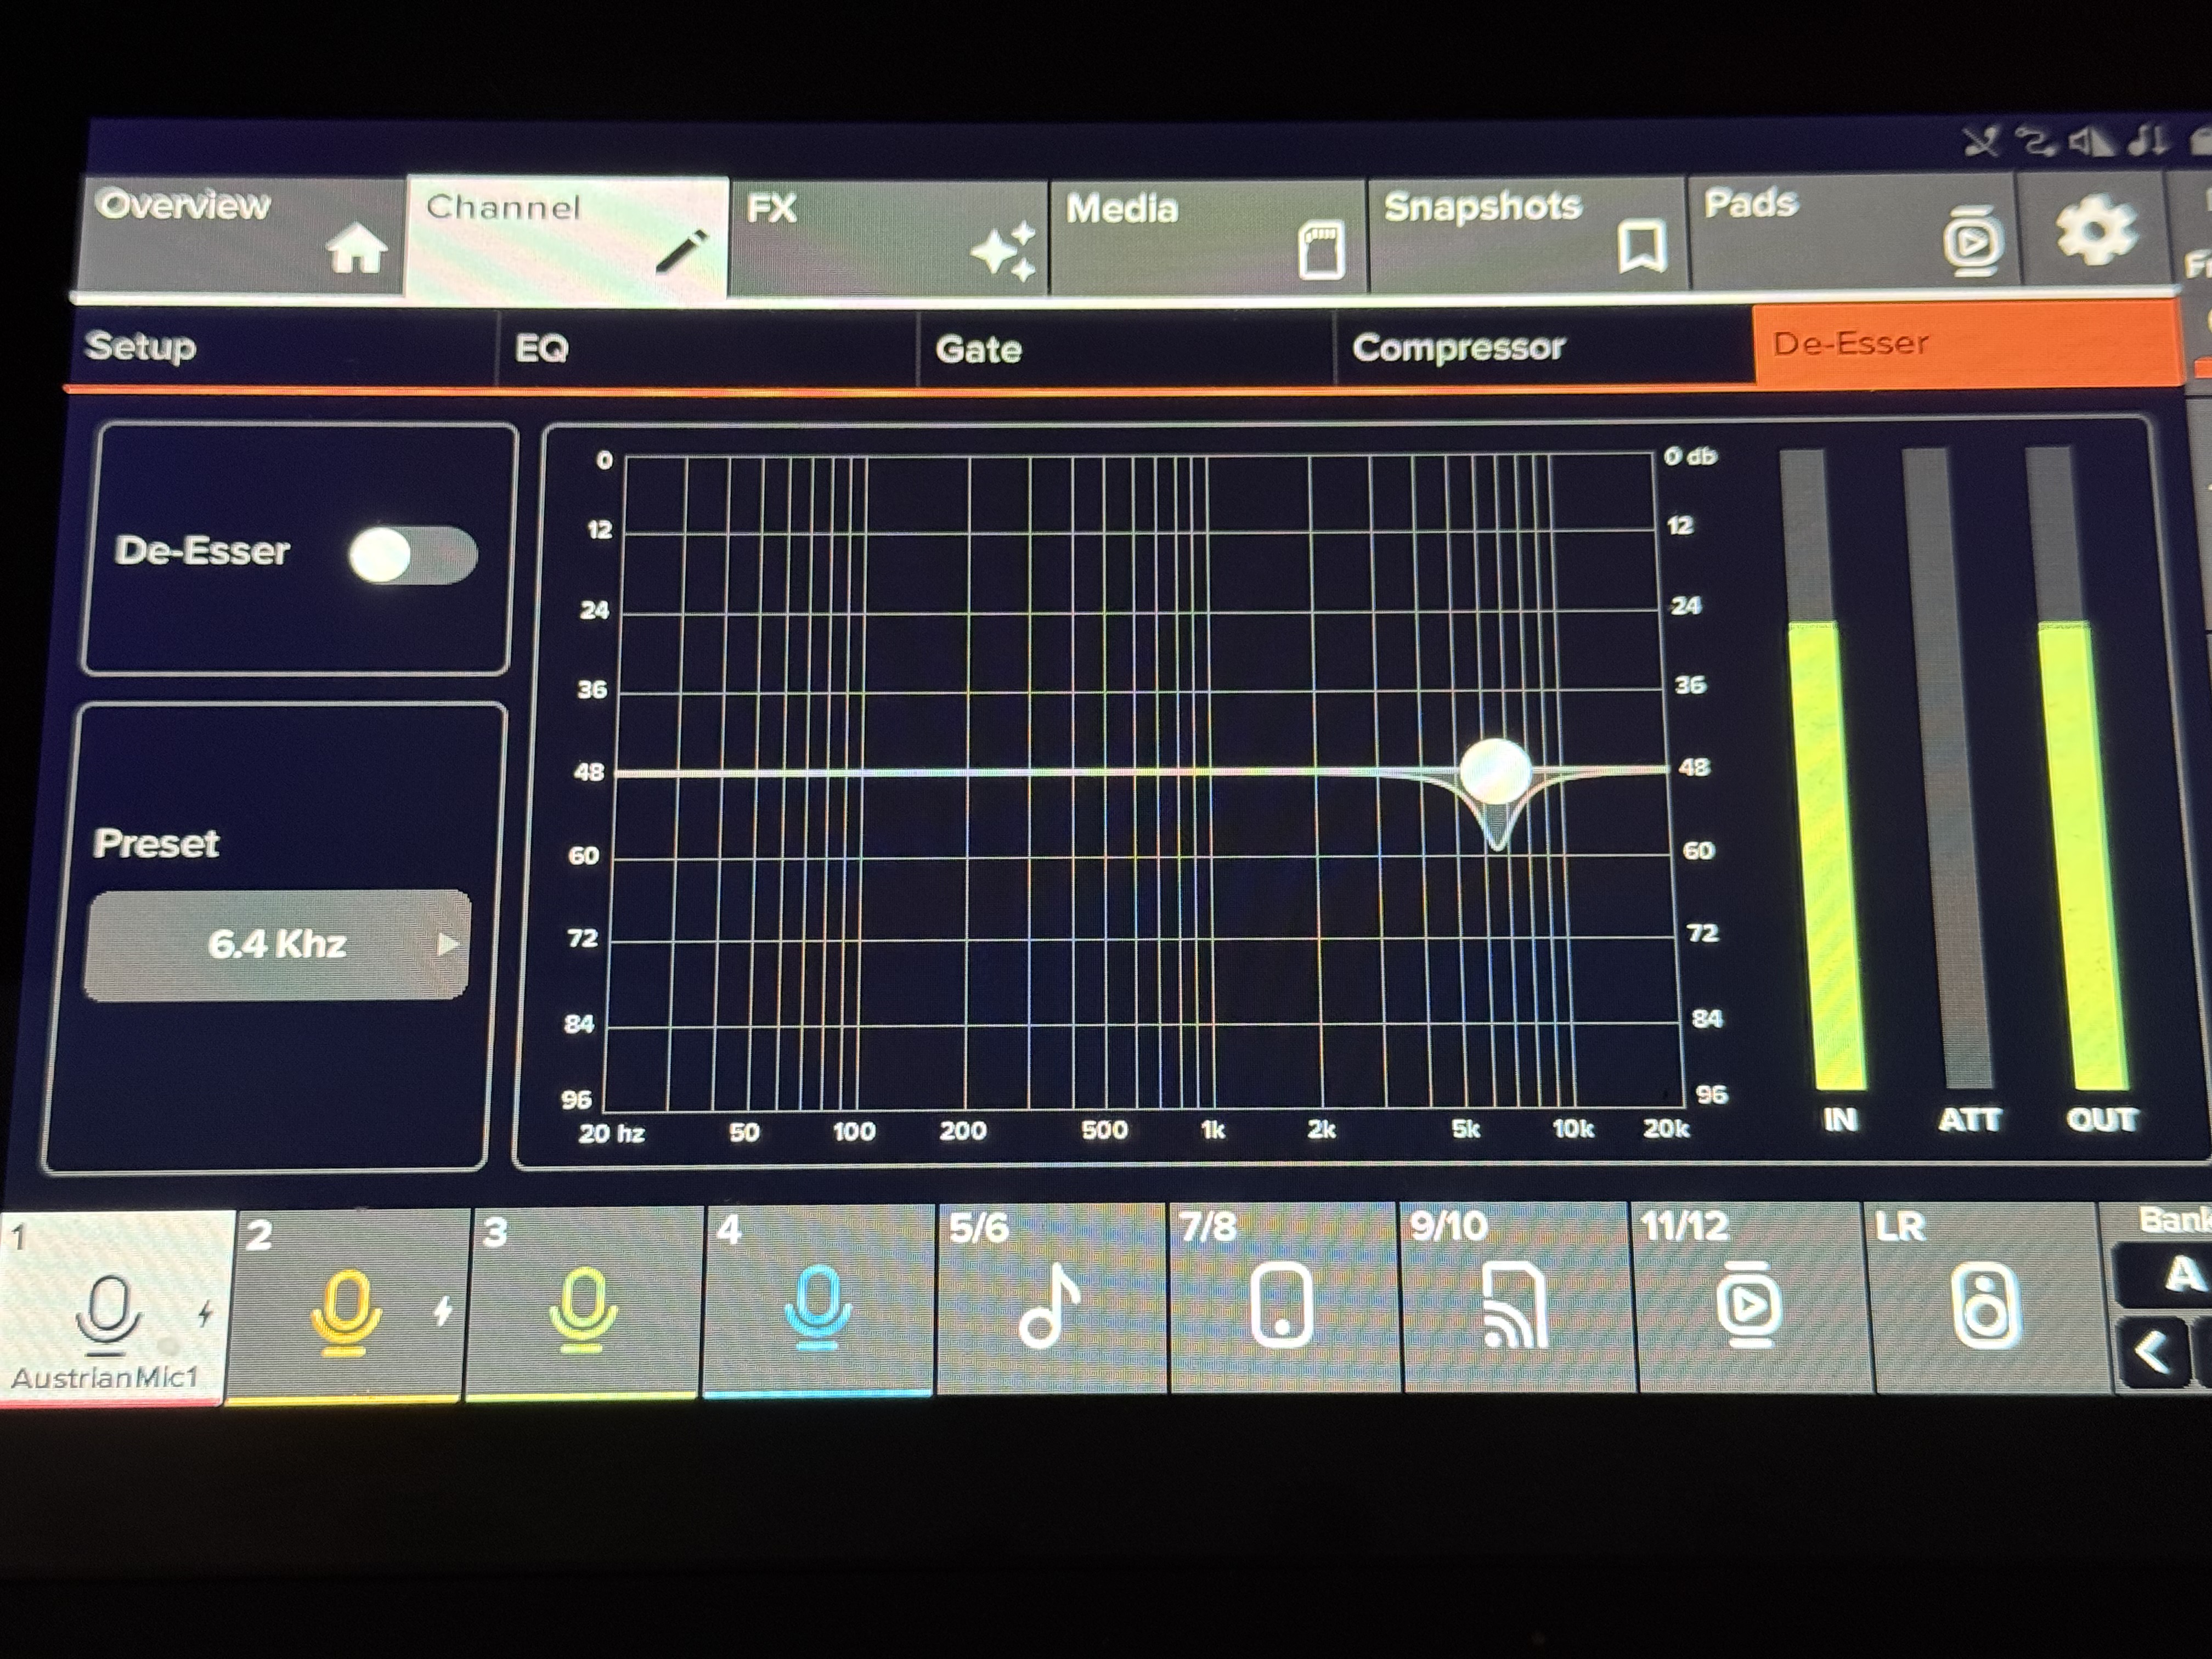 Overview
Channel
FX
Media
Snapshots
Pads
Setup
EQ
Gate
Compressor
De-Esser
De-Esser
Preset
6.4 Khz
0
12
24
36
48
60
72
84
96
0 db
12
24
36
48
60
72
84
96
20 hz 50 100 200 500 1k 2k 5k 10k 20k
IN ATT OUT
1
AustrianMic1
2
3
4
5/6
7/8
9/10
11/12
LR
Bank
A